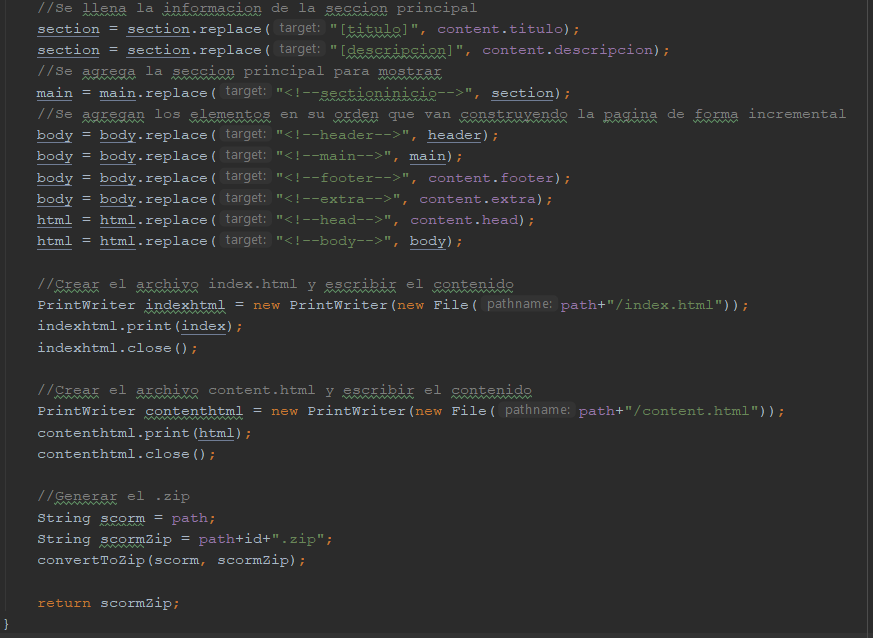 //Se llena la informacion de la seccion principal
section = section.replace( target: "[titulo]", content.titulo);
section = section.replace( target: "[descripcion]", content.descripcion);
//Se agrega la seccion principal para mostrar
main = main.replace( target: "<!--sectioninicio-->", section);
//Se agregan los elementos en su orden que van construyendo la pagina de forma incremental
body = body.replace( target: "<!--header-->", header);
body = body.replace( target: "<!--main-->", main);
body = body.replace( target: "<!--footer-->", content.footer);
body = body.replace( target: "<!--extra-->", content.extra);
html = html.replace( target: "<!--head-->", content.head);
html = html.replace( target: "<!--body-->", body);
//Crear el archivo index.html y escribir el contenido
PrintWriter indexhtml = new PrintWriter(new File( pathname: path+"/index.html"));
indexhtml.print(index);
indexhtml.close();
//Crear el archivo content.html y escribir el contenido
PrintWriter contenthtml = new PrintWriter(new File( pathname: path+"/content.html"));
contenthtml.print(html);
contenthtml.close();
//Generar el .zip
String scorm = path;
String scormZip = path+id+".zip";
convertToZip(scorm, scormZip);
return scormZip;
}